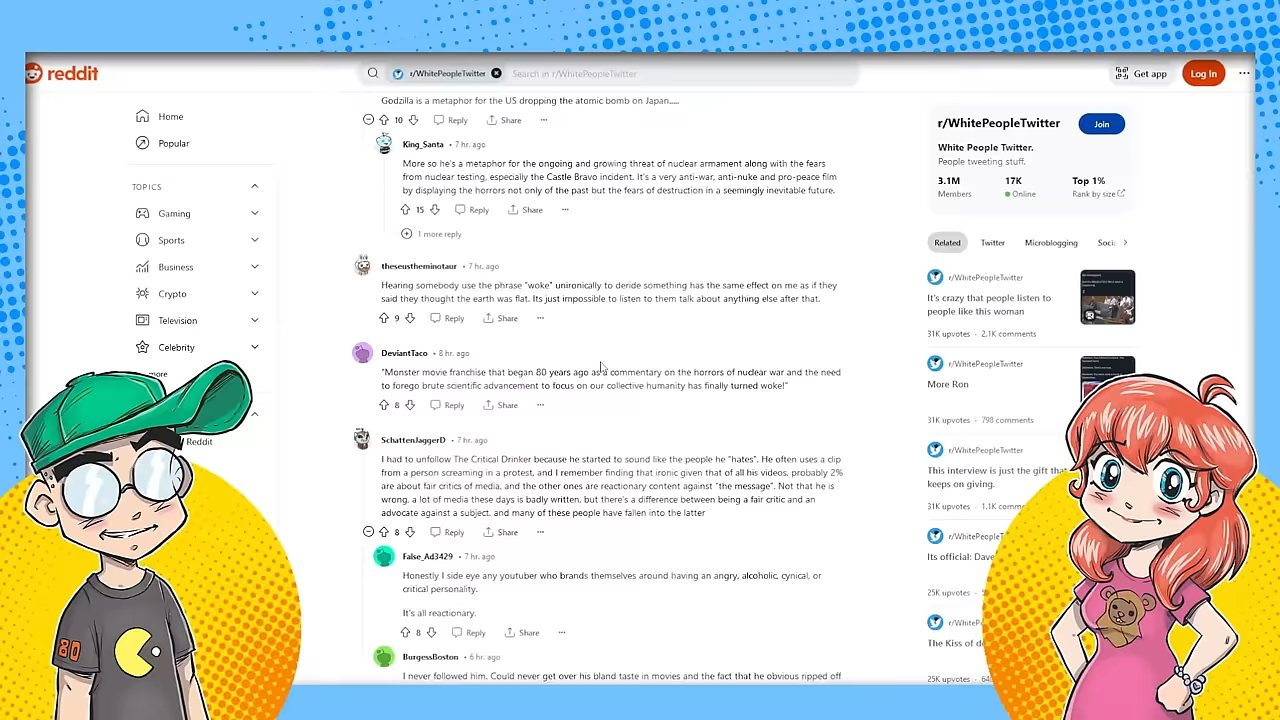 reddit
r/WhitePeopleTwitter
Search in r/WhitePeopleTwitter
Get app
Log In
Home
Popular
TOPICS
Gaming
Sports
Business
Crypto
Television
Celebrity
more
Reddit
Godzilla is a metaphor for the US dropping the atomic bomb on Japan.....
10 Reply Share ...
King_Santa • 7 hr. ago
More so he's a metaphor for the ongoing and growing threat of nuclear armament along with the fears
from nuclear testing, especially the Castle Bravo incident. It's a very anti-war, anti-nuke and pro-peace film
by displaying the horrors not only of the past but the fears of destruction in a seemingly inevitable future.
15 Reply Share ...
1 more reply
theseustheminotaur • 7 hr. ago
Hearing somebody use the phrase "woke" unironically to deride something has the same effect on me as if they
said they thought the earth was flat. Its just impossible to listen to them talk about anything else after that.
9 Reply Share ...
DeviantTaco • 8 hr. ago
"Monster movie franchise that began 80 years ago as a commentary on the horrors of nuclear war and the need
to forego brute scientific advancement to focus on our collective humanity has finally turned woke!"
8 Reply Share ...
SchattenJaggerD • 7 hr. ago
I had to unfollow The Critical Drinker because he started to sound like the people he "hates". He often uses a clip
from a person screaming in a protest, and I remember finding that ironic given that of all his videos, probably 2%
are about fair critics of media, and the other ones are reactionary content against "the message". Not that he is
wrong, a lot of media these days is badly written, but there's a difference between being a fair critic and an
advocate against a subject, and many of these people have fallen into the latter
8 Reply Share ...
False_Ad3429 • 7 hr. ago
Honestly I side eye any youtuber who brands themselves around having an angry, alcoholic, cynical, or
critical personality.
It's all reactionary.
8 Reply Share ...
BurgessBoston • 6 hr. ago
I never followed him. Could never get over his bland taste in movies and the fact that he obvious ripped off
r/WhitePeopleTwitter
Join
White People Twitter.
People tweeting stuff.
3.1M 17K Top 1%
Members Online Rank by size
Related Twitter Microblogging Soci
r/WhitePeopleTwitter
It's crazy that people listen to
people like this woman
31K upvotes · 2.1K comments
r/WhitePeopleTwitter
More Ron
31K upvotes · 798 comments
r/WhitePeopleTwitter
This interview is just the gift that
keeps on giving.
31K upvotes · 1.1K comme
r/WhitePeopleT
Its official: Dave
25K upvotes
r/WhiteP
The Kiss of d
25K upvotes
80